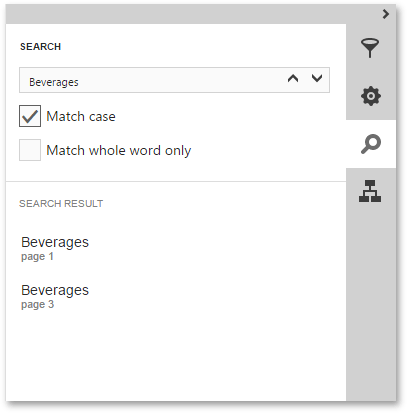 SEARCH
Beverages
Match case
Match whole word only
SEARCH RESULT
Beverages
page 1
Beverages
page 3